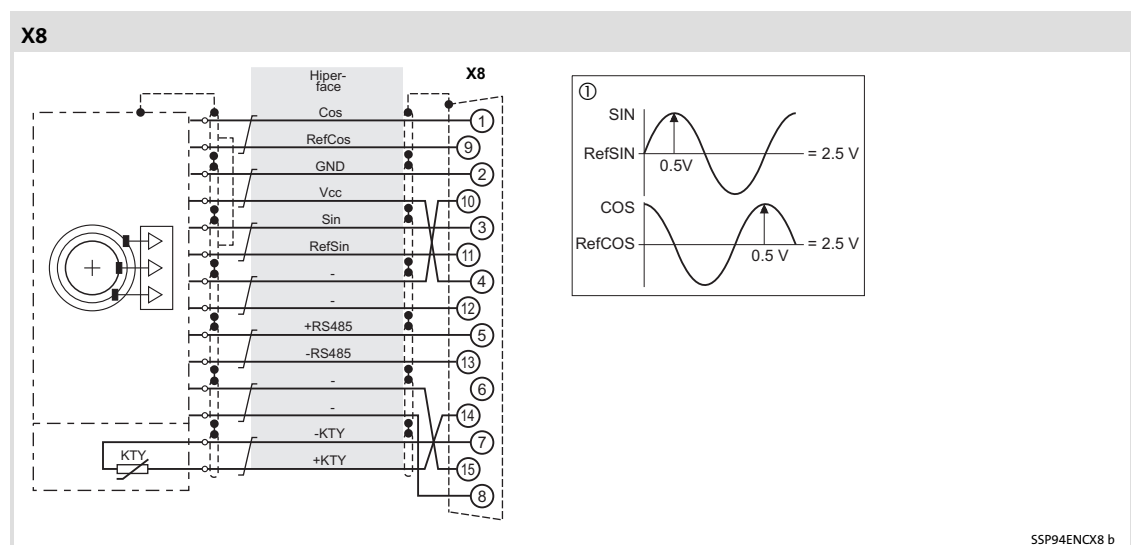 X8
Hiper-
face
X8
Cos
1
RefCos
9
GND
2
Vcc
10
Sin
3
RefSin
11
-
4
-
12
+RS485
5
-RS485
13
-
6
-
14
-KTY
7
KTY
+KTY
15
8
①
SIN
RefSIN
0.5V
= 2.5 V
COS
RefCOS
0.5 V
= 2.5 V
SSP94ENCX8 b